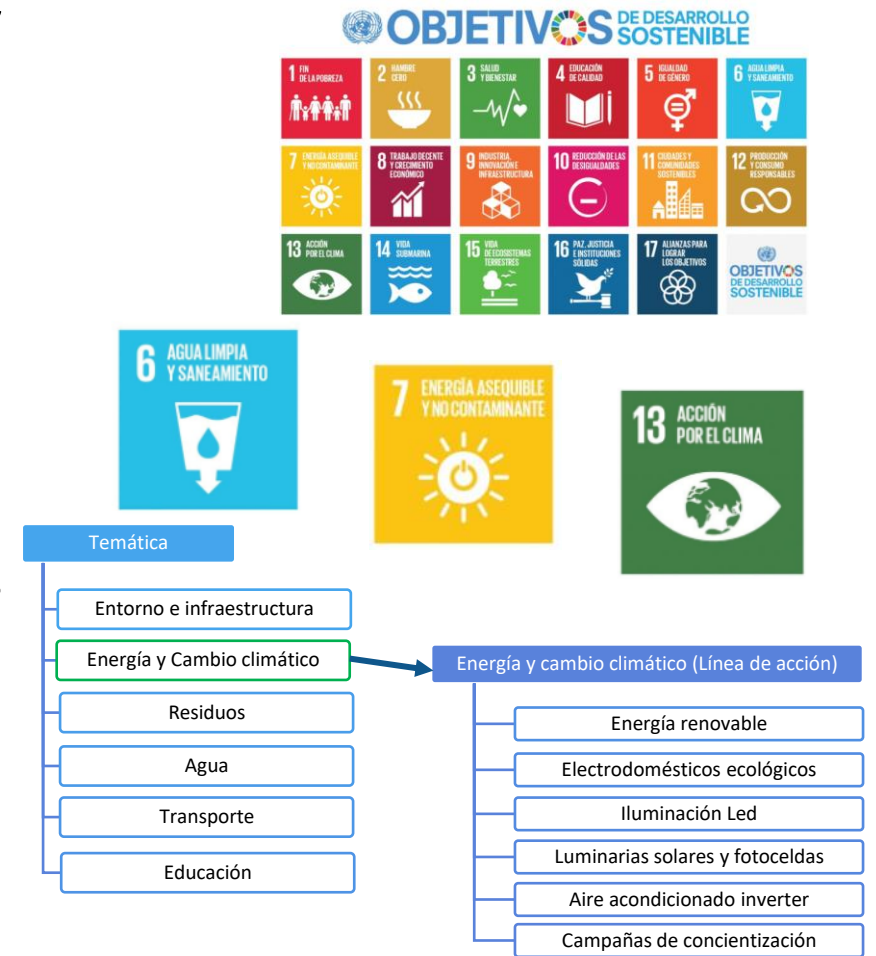 OBJETIVOS DE DESARROLLO
SOSTENIBLE
1 FIN
DE LA POBREZA
2 HAMBRE
CERO
3 SALUD
Y BIENESTAR
4 EDUCACIÓN
DE CALIDAD
5 IGUALDAD
DE GÉNERO
6 AGUA LIMPIA
Y SANEAMIENTO
7 ENERGÍA ASEQUIBLE
Y NO CONTAMINANTE
8 TRABAJO DECENTE
Y CRECIMIENTO
ECONÓMICO
9 INDUSTRIA,
INNOVACIÓN E
INFRAESTRUCTURA
10 REDUCCIÓN DE LAS
DESIGUALDADES
11 CIUDADES Y
COMUNIDADES
SOSTENIBLES
12 PRODUCCIÓN
Y CONSUMO
RESPONSABLES
13 ACCIÓN
POR EL CLIMA
14 VIDA
SUBMARINA
15 VIDA
DE ECOSISTEMAS
TERRESTRES
16 PAZ, JUSTICIA
E INSTITUCIONES
SÓLIDAS
17 ALIANZAS PARA
LOGRAR
LOS OBJETIVOS
OBJETIVOS
DE DESARROLLO
SOSTENIBLE
6 AGUA LIMPIA
Y SANEAMIENTO
7 ENERGÍA ASEQUIBLE
Y NO CONTAMINANTE
13 ACCIÓN
POR EL CLIMA
Temática
Entorno e infraestructura
Energía y Cambio climático
Residuos
Agua
Transporte
Educación
Energía y cambio climático (Línea de acción)
Energía renovable
Electrodomésticos ecológicos
Iluminación Led
Luminarias solares y fotoceldas
Aire acondicionado inverter
Campañas de concientización